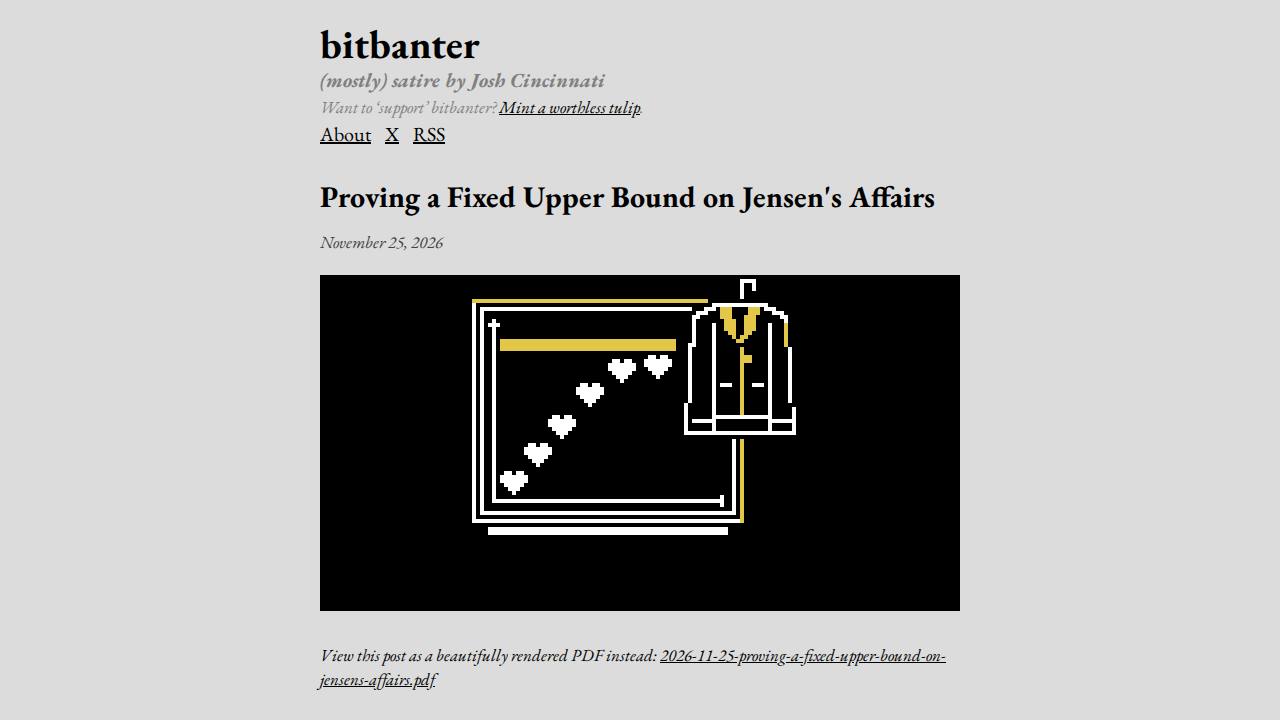 bitbanter
(mostly) satire by Josh Cincinnati
Want to ‘support’ bitbanter? Mint a worthless tulip.
About X RSS
Proving a Fixed Upper Bound on Jensen's Affairs
November 25, 2026
View this post as a beautifully rendered PDF instead: 2026-11-25-proving-a-fixed-upper-bound-on-
jensens-affairs.pdf